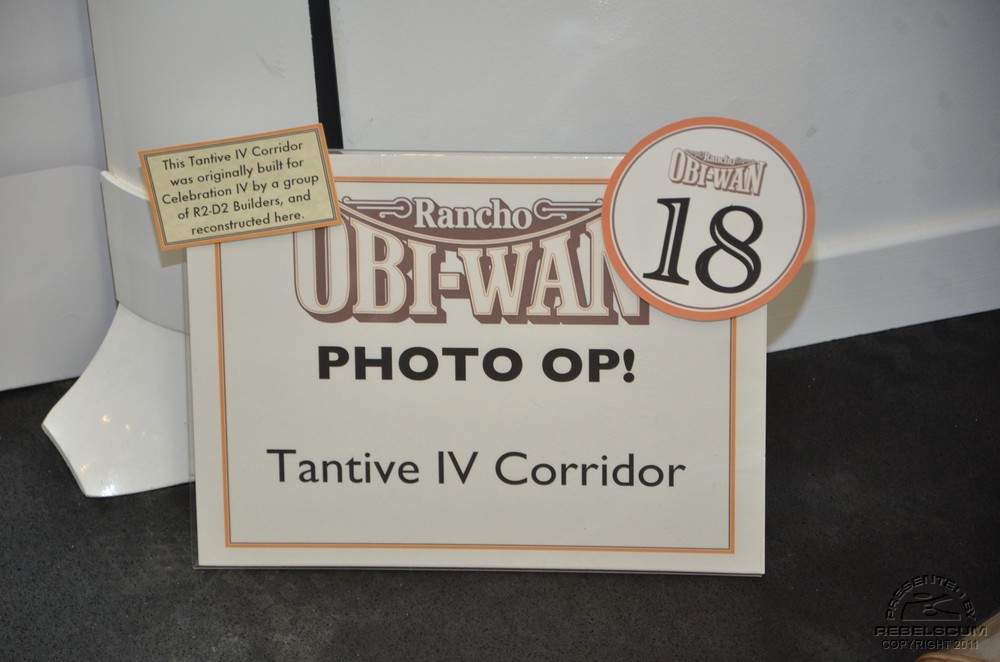 This Tantive IV Corridor
was originally built for
Celebration IV by a group
of R2-D2 Builders, and
reconstructed here.
Rancho
OBI-WAN
Rancho
OBI-WAN
18
PHOTO OP!
Tantive IV Corridor
PRESENTED BY
REBELSCUM
COPYRIGHT 2011